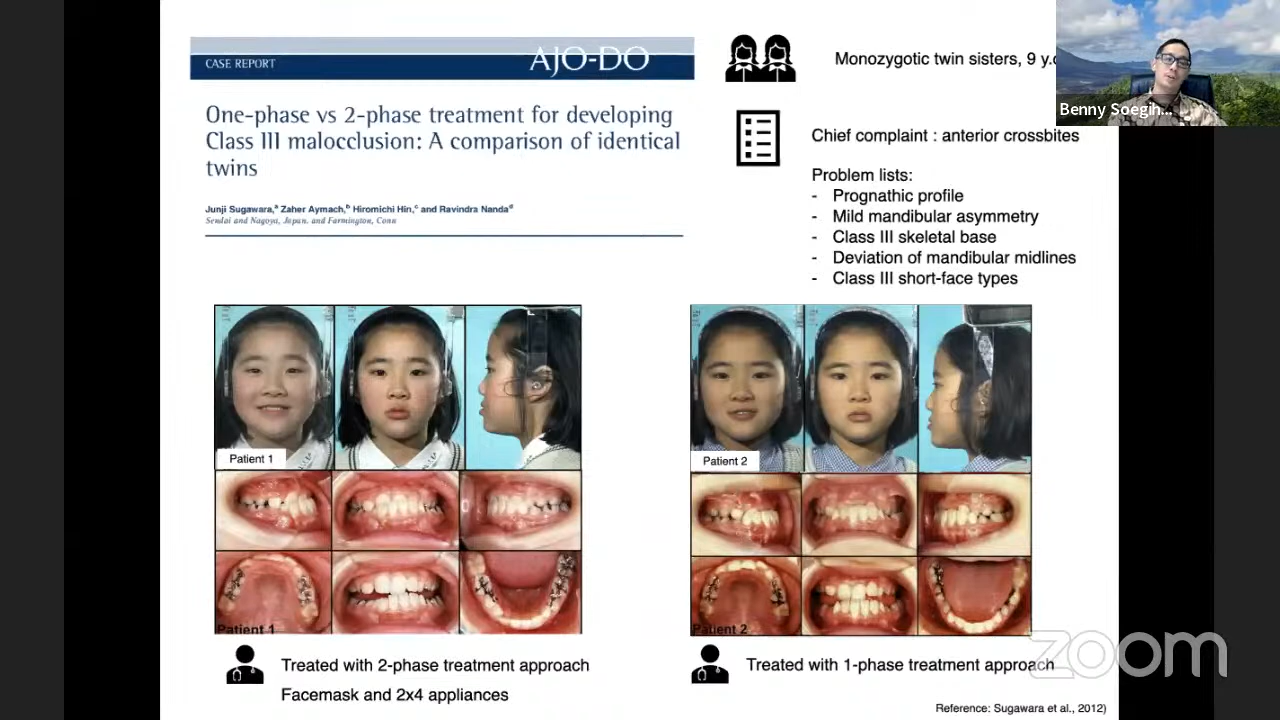 CASE REPORT
AJO-DO
One-phase vs 2-phase treatment for developing
Class III malocclusion: A comparison of identical
twins
Junji Sugawara,ᵃ Zaher Aymach,ᵇ Hiromichi Hin,ᶜ and Ravindra Nandaᵈ
Sendai and Nagoya, Japan, and Farmington, Conn
Monozygotic twin sisters, 9 y.
Benny Soegih...
Chief complaint : anterior crossbites
Problem lists:
- Prognathic profile
- Mild mandibular asymmetry
- Class III skeletal base
- Deviation of mandibular midlines
- Class III short-face types
Patient 1
Patient 1
Treated with 2-phase treatment approach
Facemask and 2x4 appliances
Patient 2
Patient 2
Treated with 1-phase treatment approach
zoom
Reference: Sugawara et al., 2012)